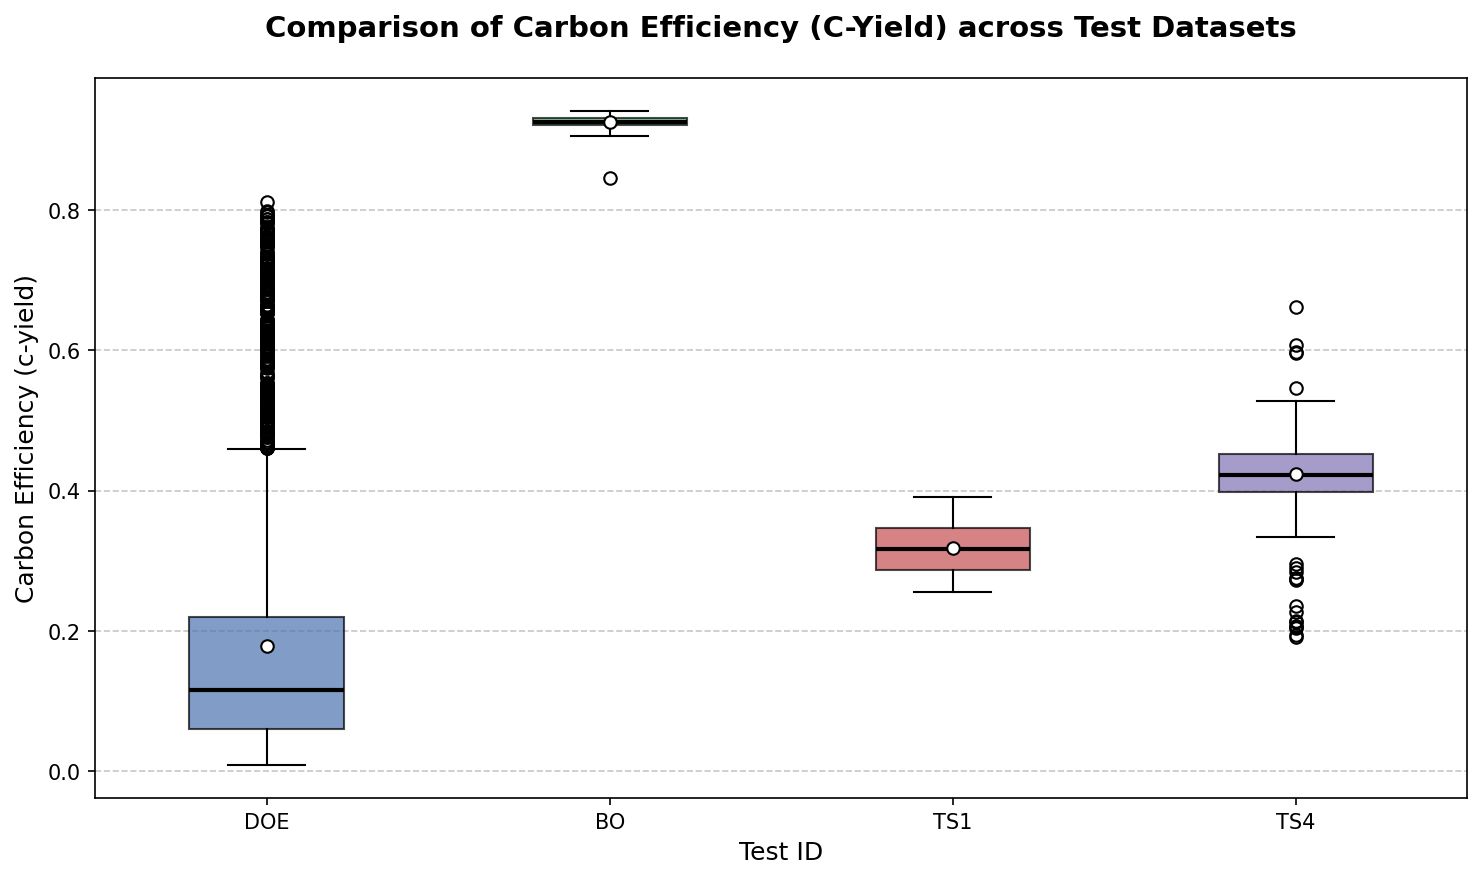 Comparison of Carbon Efficiency (C-Yield) across Test Datasets
Carbon Efficiency (c-yield)
0.8
0.6
0.4
0.2
0.0
DOE
BO
TS1
TS4
Test ID